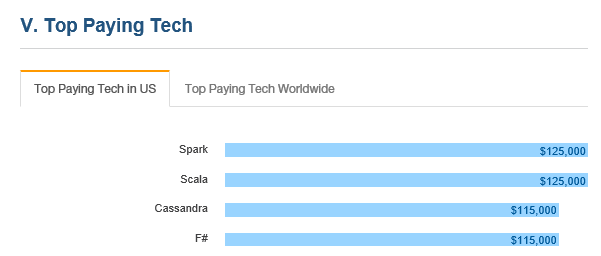 V. Top Paying Tech
Top Paying Tech in US Top Paying Tech Worldwide
Spark $125,000
Scala $125,000
Cassandra $115,000
F# $115,000